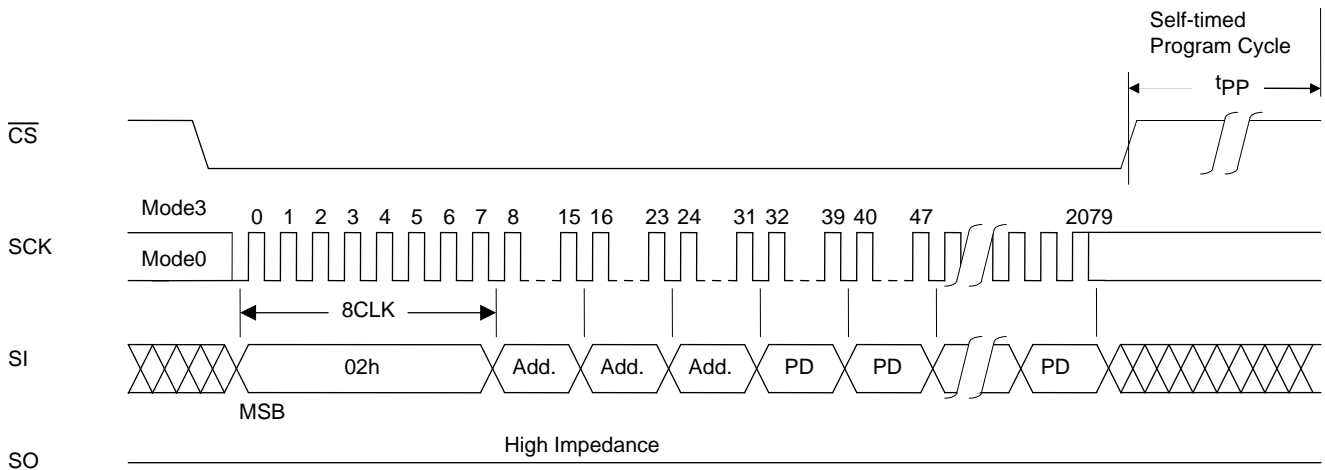 Self-timed
Program Cycle
tPP
CS
Mode3
0 1 2 3 4 5 6 7 8 15 16 23 24 31 32 39 40 47 2079
SCK
Mode0
8CLK
SI
02h Add. Add. Add. PD PD PD
MSB
High Impedance
SO